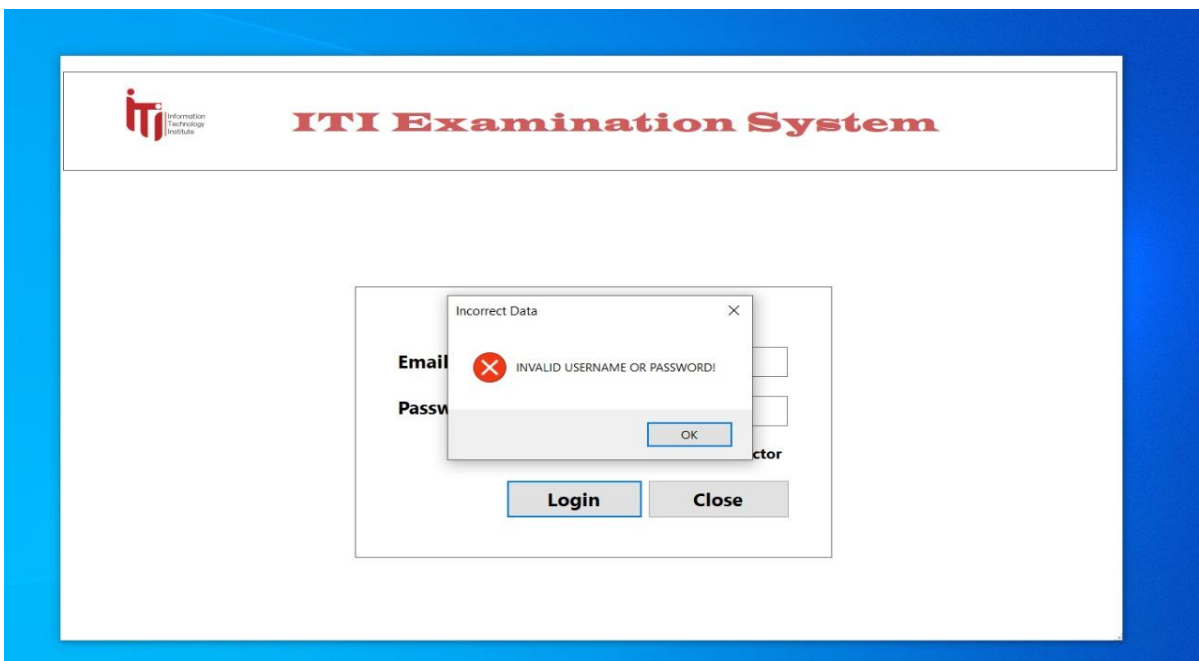 Information
Technology
Institute
ITI Examination System
Incorrect Data
Email
INVALID USERNAME OR PASSWORD!
Passw
OK
ctor
Login
Close